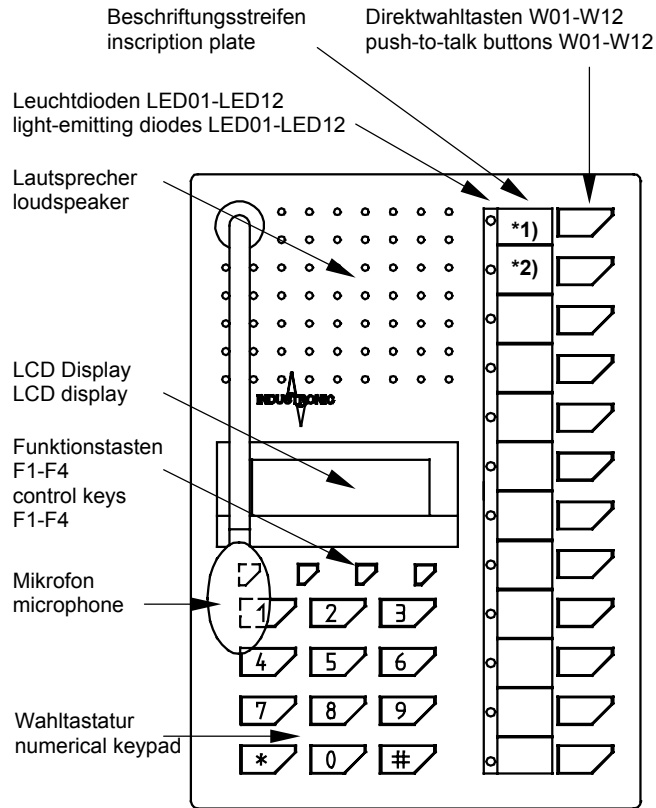 Beschriftungsstreifen
inscription plate
Direktwahltasten W01-W12
push-to-talk buttons W01-W12
Leuchtdioden LED01-LED12
light-emitting diodes LED01-LED12
Lautsprecher
loudspeaker
*1)
*2)
LCD Display
LCD display
INDUSTRONIC
Funktionstasten
F1-F4
control keys
F1-F4
Mikrofon
microphone
1 2 3
4 5 6
7 8 9
* 0 #
Wahltastatur
numerical keypad